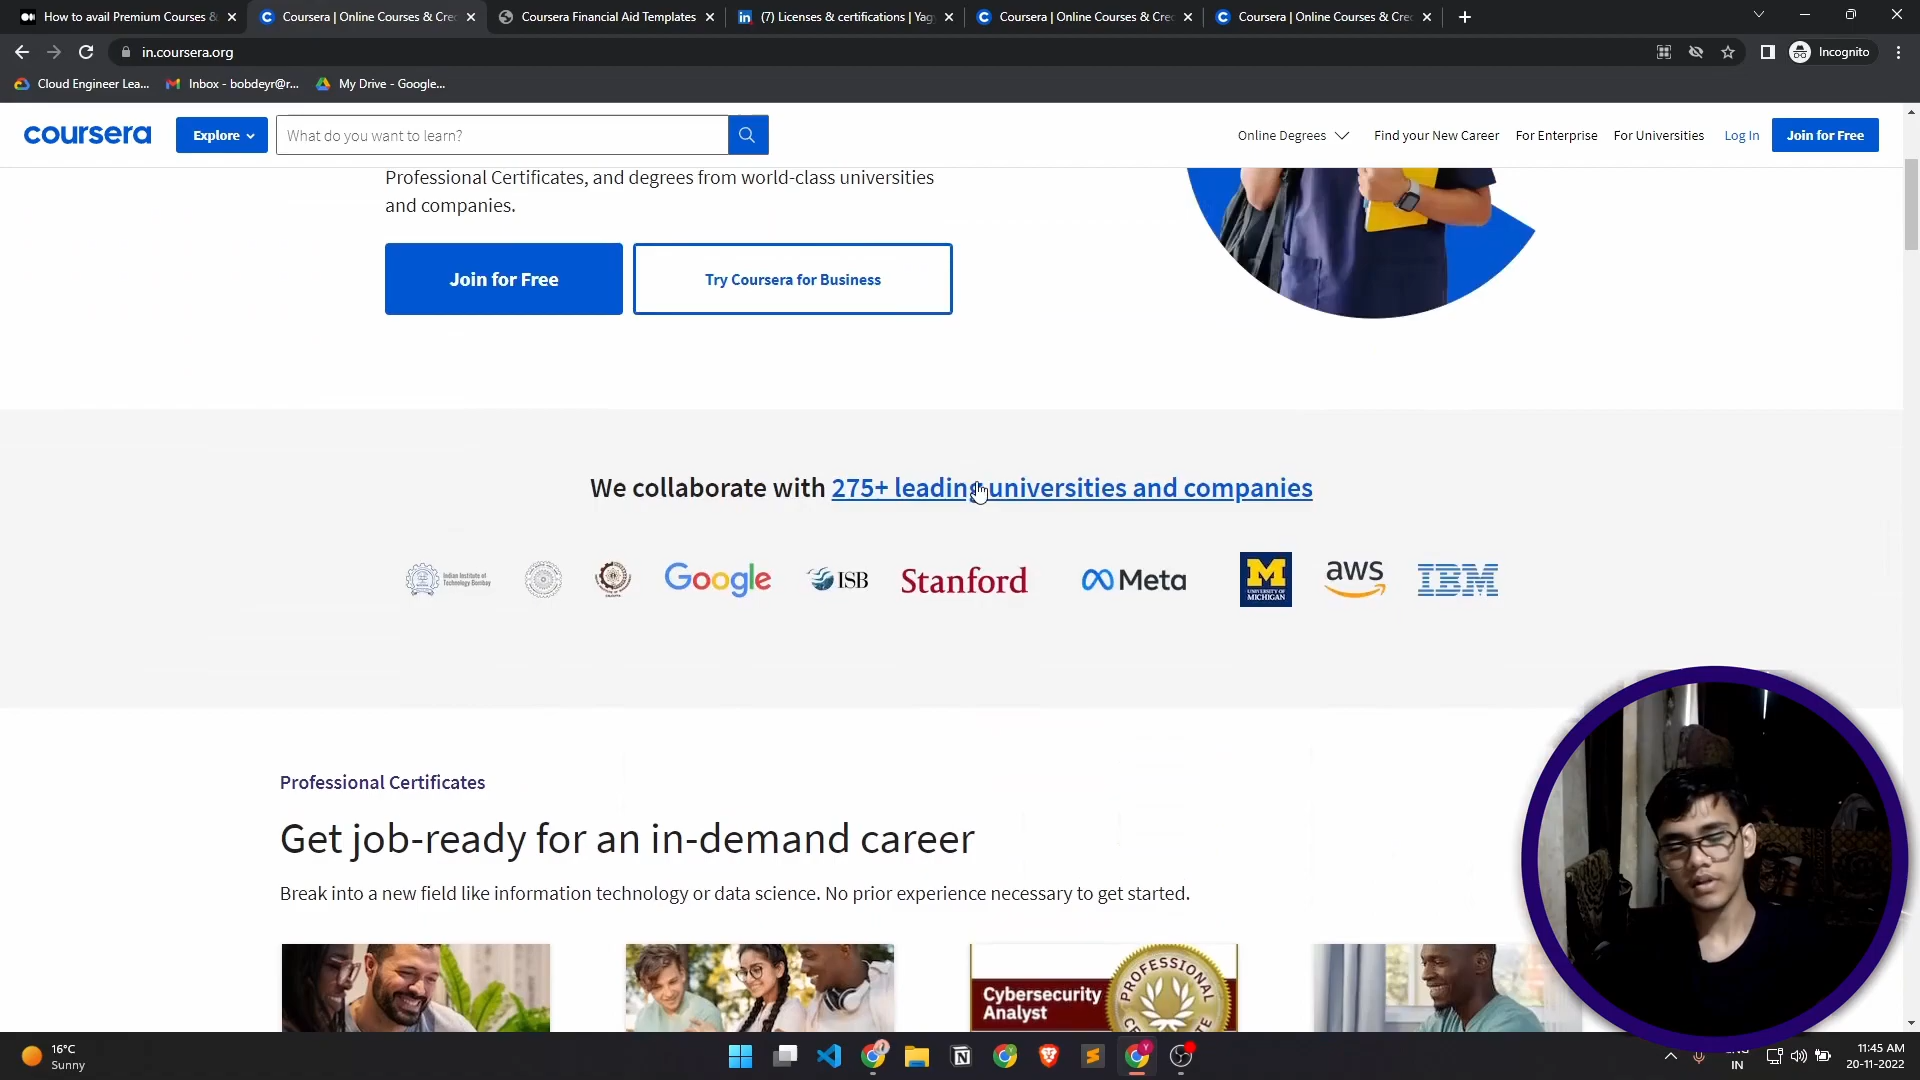 How to avail Premium Courses &
Coursera | Online Courses & Cre
Coursera Financial Aid Templates
(7) Licenses & certifications | Yag
Coursera | Online Courses & Cre
Coursera | Online Courses & Cre
in.coursera.org
Incognito
Cloud Engineer Lea...
Inbox - bobdeyr@r...
My Drive - Google...
coursera
Explore
What do you want to learn?
Online Degrees
Find your New Career
For Enterprise
For Universities
Log In
Join for Free
Professional Certificates, and degrees from world-class universities
and companies.
Join for Free
Try Coursera for Business
We collaborate with 275+ leading universities and companies
Indian Institute of
Technology Bombay
Google
ISB
Stanford
Meta
M
UNIVERSITY OF
MICHIGAN
aws
IBM
Professional Certificates
Get job-ready for an in-demand career
Break into a new field like information technology or data science. No prior experience necessary to get started.
Cybersecurity
Analyst
PROFESSIONAL
16°C
Sunny
IN
11:45 AM
20-11-2022